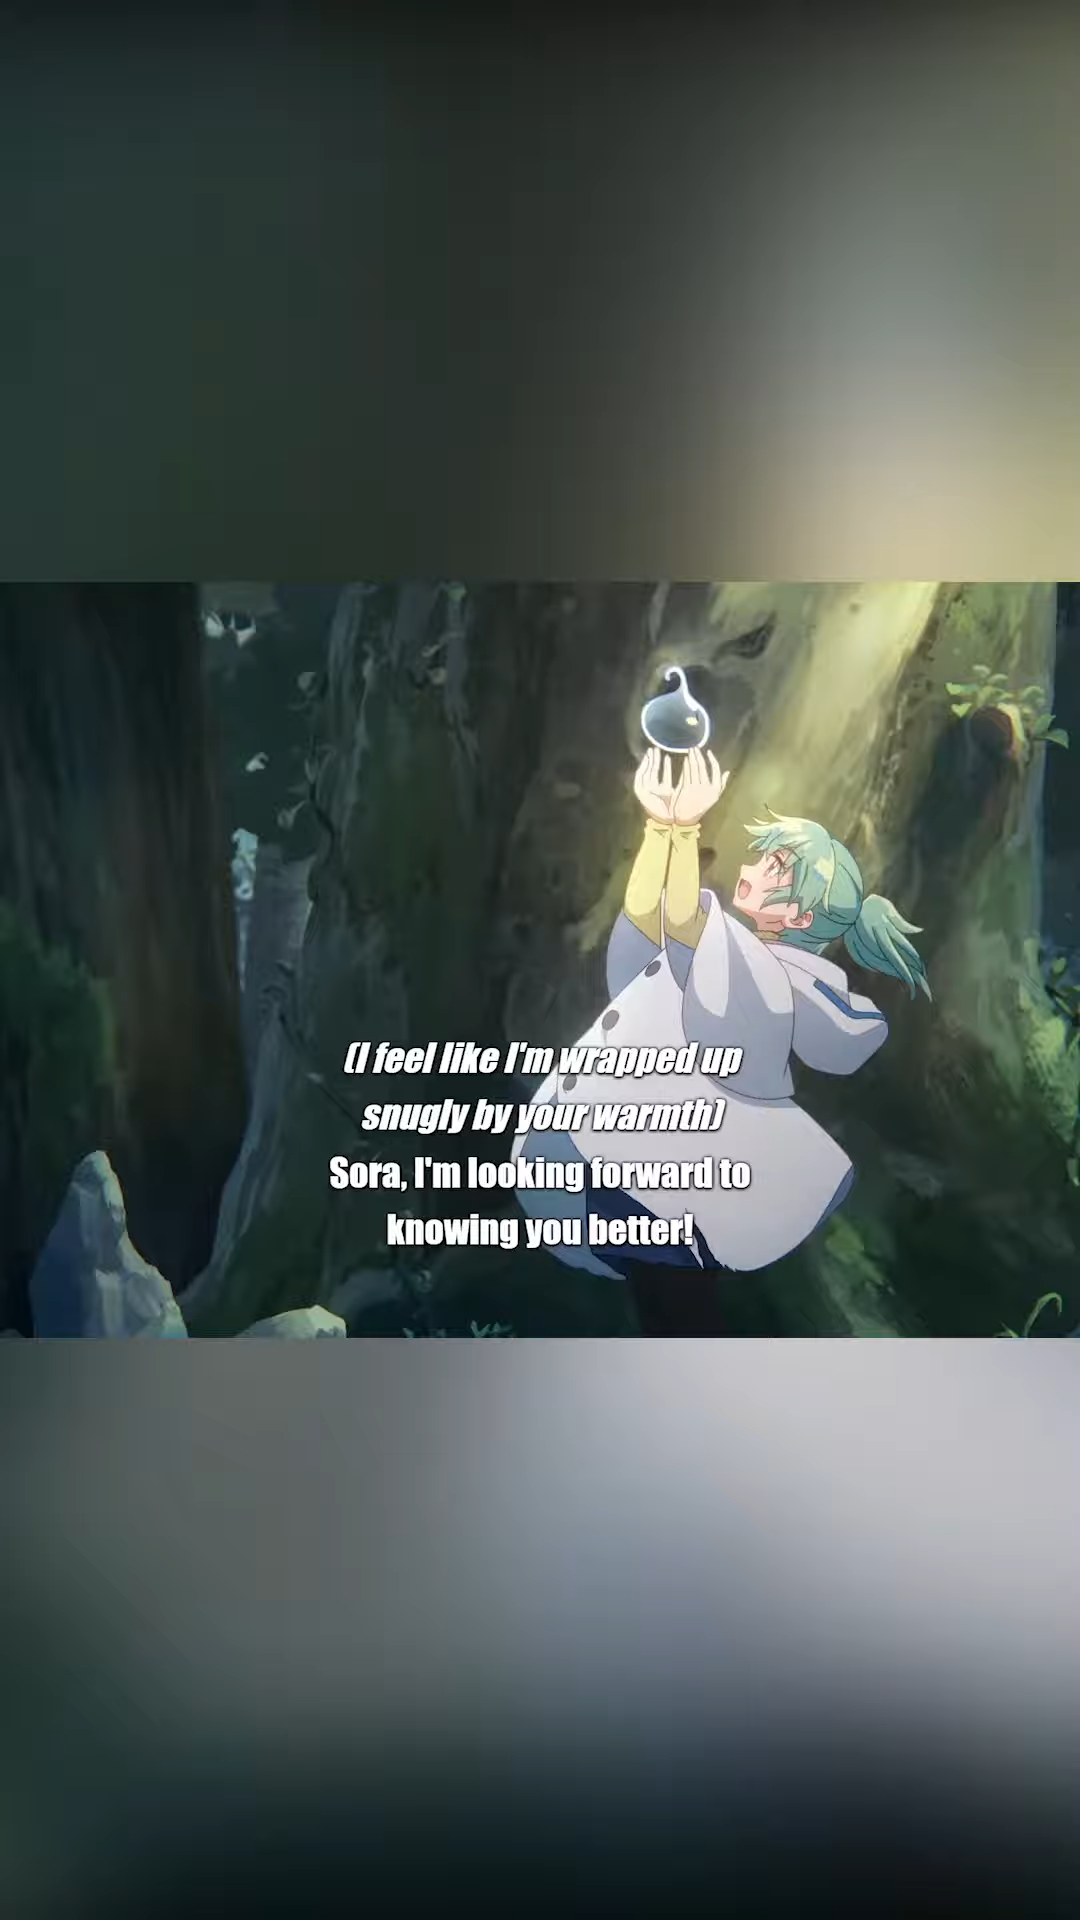 (I feel like I'm wrapped up
snugly by your warmth)
Sora, I'm looking forward to
knowing you better!